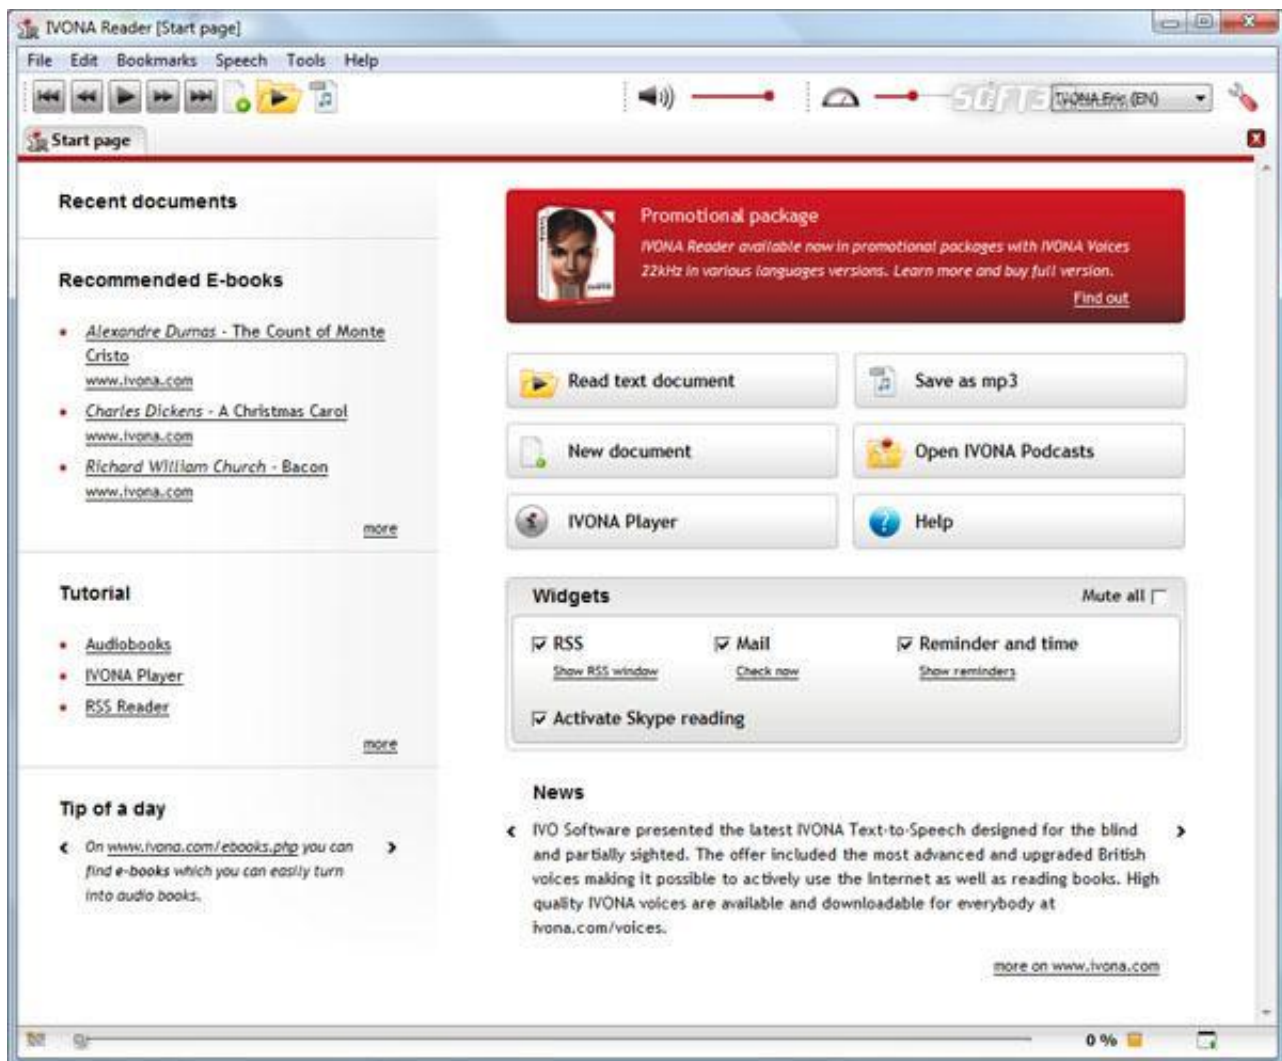 IVONA Reader [Start page]
File Edit Bookmarks Speech Tools Help
IVONA Eric (EN)
Start page
Recent documents
Recommended E-books
Alexandre Dumas - The Count of Monte
Cristo
www.ivona.com
Charles Dickens - A Christmas Carol
www.ivona.com
Richard William Church - Bacon
www.ivona.com
more
Tutorial
Audiobooks
IVONA Player
RSS Reader
more
Tip of a day
On www.ivona.com/ebooks.php you can
find e-books which you can easily turn
into audio books.
Promotional package
IVONA Reader available now in promotional packages with IVONA Voices
22kHz in various languages versions. Learn more and buy full version.
Find out
Read text document
Save as mp3
New document
Open IVONA Podcasts
IVONA Player
Help
Widgets
Mute all
RSS
Mail
Reminder and time
Show RSS window
Check now
Show reminders
Activate Skype reading
News
IVO Software presented the latest IVONA Text-to-Speech designed for the blind
and partially sighted. The offer included the most advanced and upgraded British
voices making it possible to actively use the Internet as well as reading books. High
quality IVONA voices are available and downloadable for everybody at
ivona.com/voices.
more on www.ivona.com
0 %